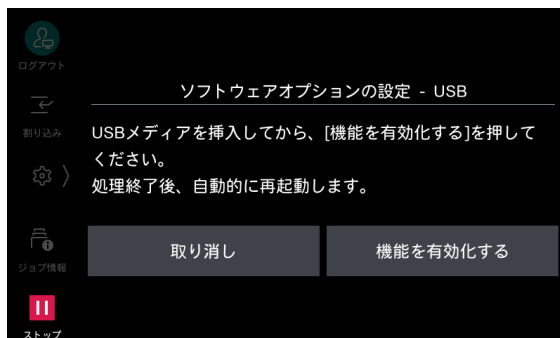 ログアウト
ソフトウェアオプションの設定 - USB
割り込み
USBメディアを挿入してから、[機能を有効化する]を押して
ください。
処理終了後、自動的に再起動します。
取り消し
機能を有効化する
ジョブ情報
ストップ